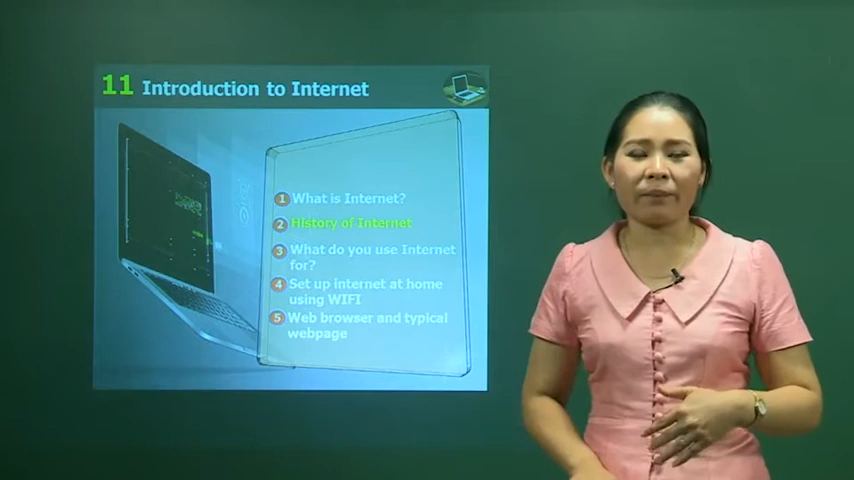 11 Introduction to Internet
1 What is Internet?
2 History of Internet
3 What do you use Internet
for?
4 Set up internet at home
using WIFI
5 Web browser and typical
webpage